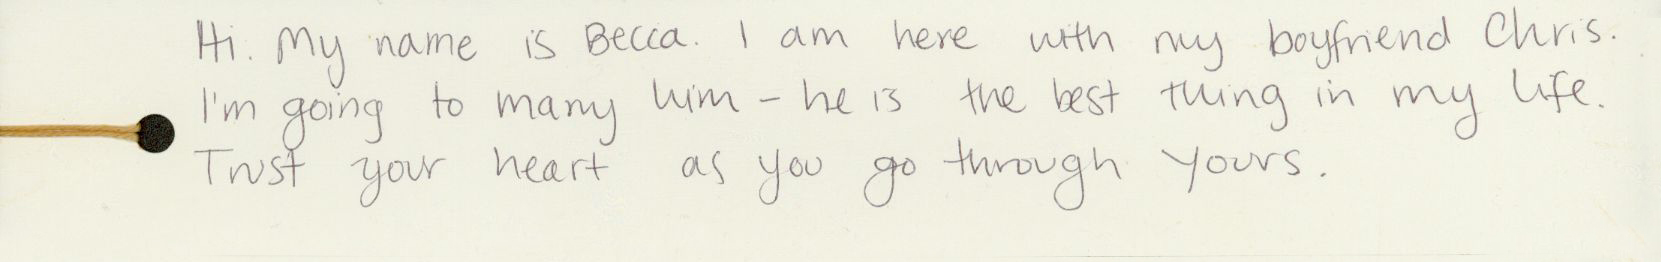 Hi. My name is Becca. I am here with my boyfriend Chris.
I'm going to marry him - he is the best thing in my life.
Trust your heart as you go through yours.